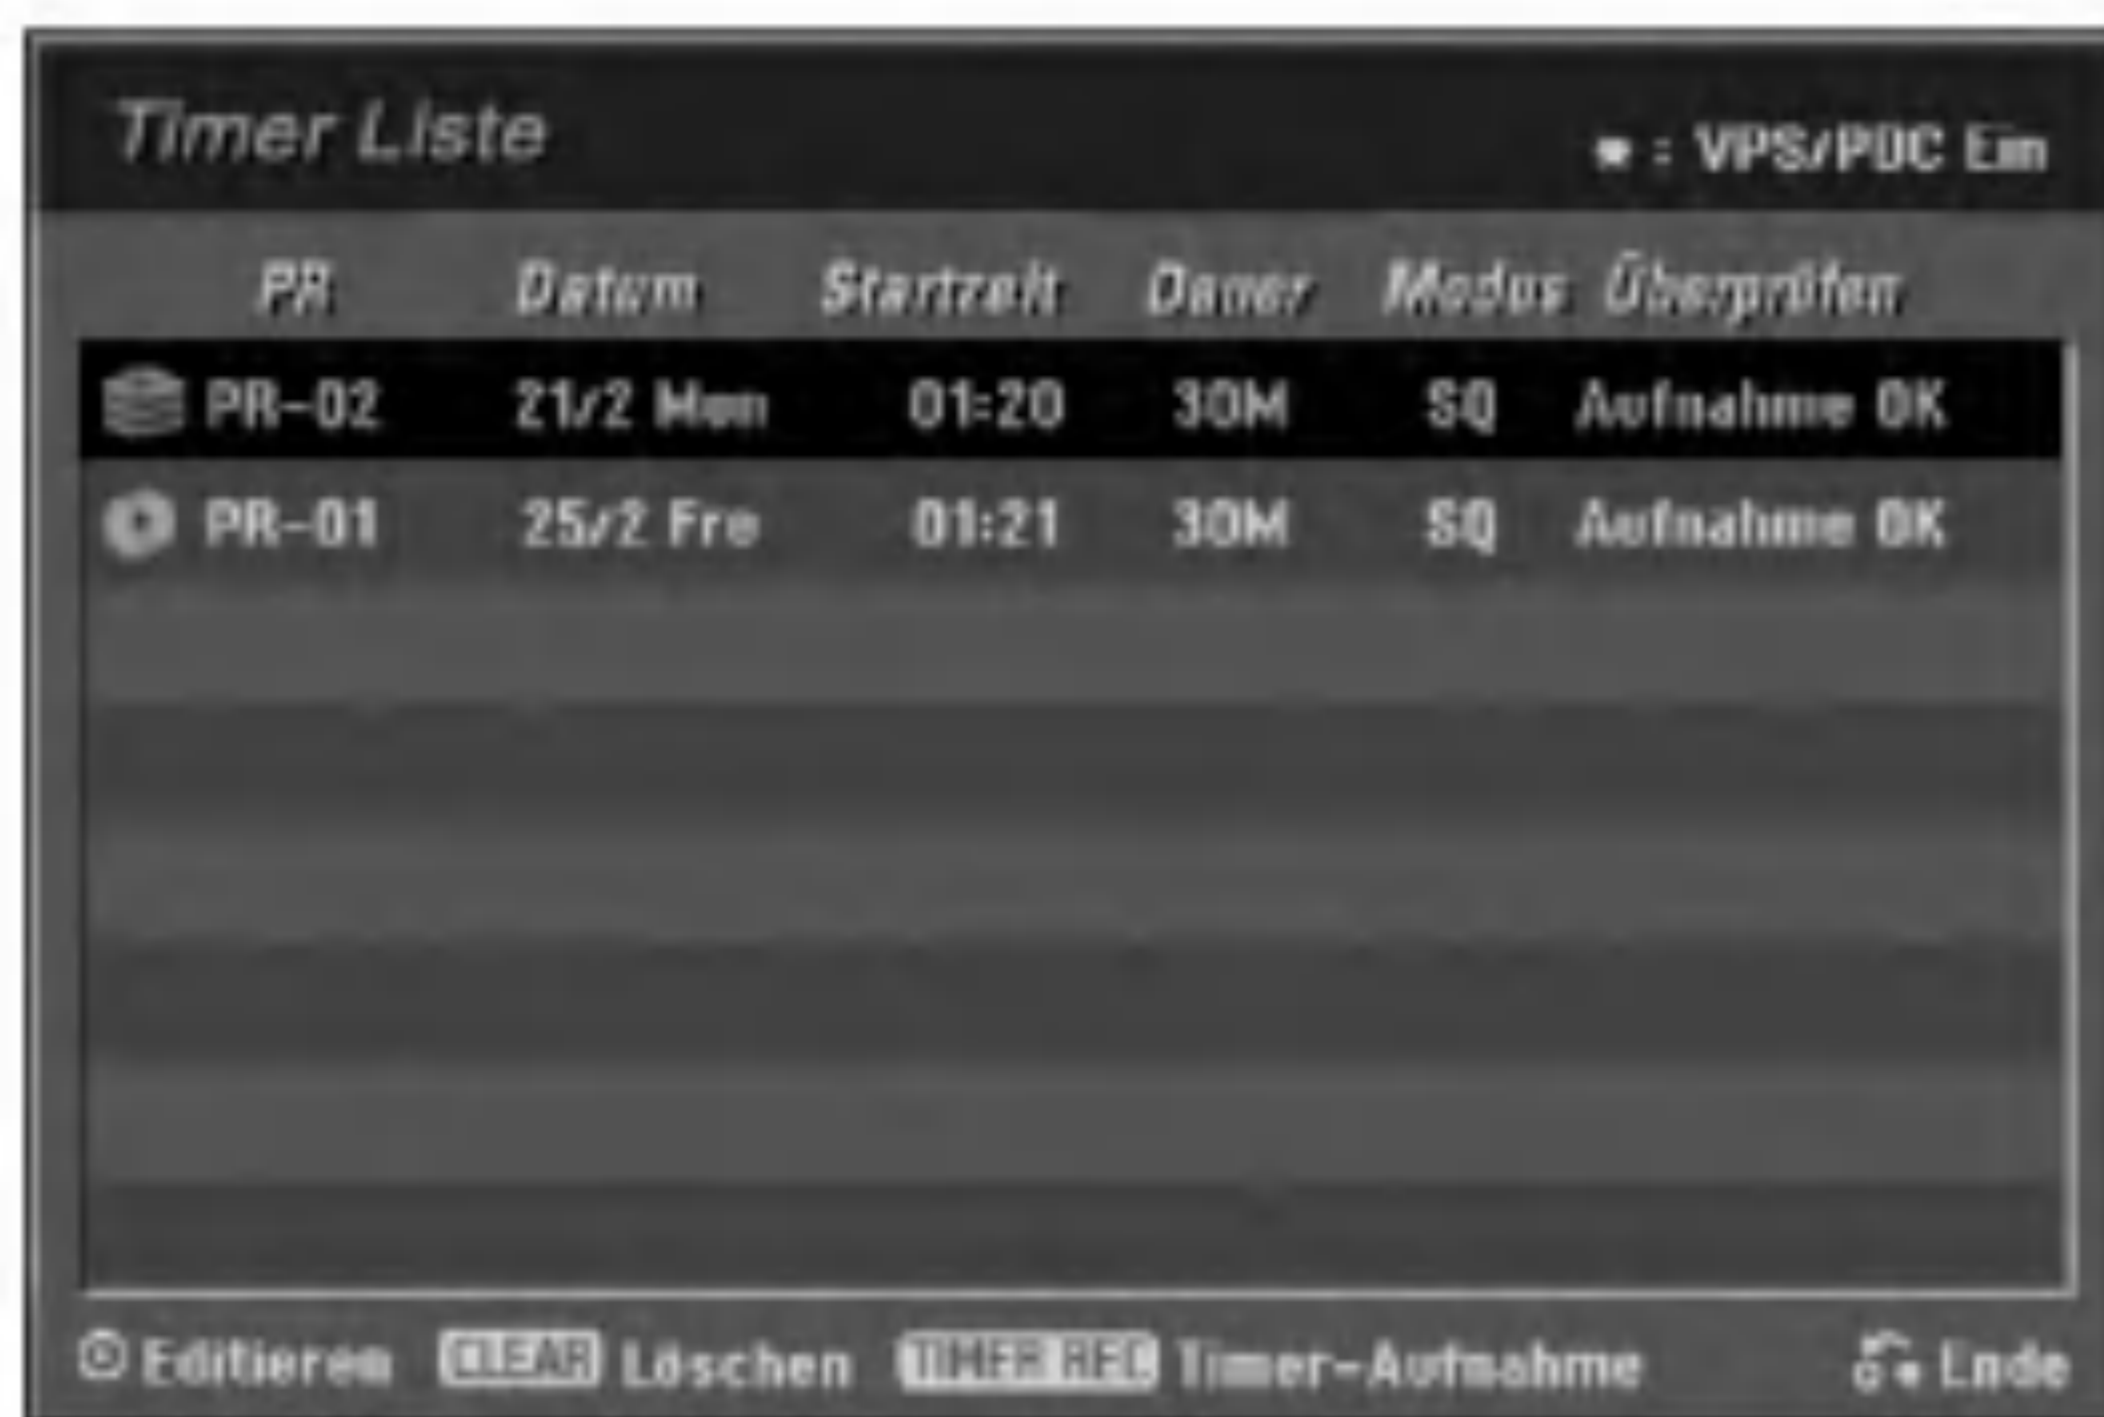 Timer Liste
★ : VPS/PDC Ein
PR Datum Startzeit Dauer Modus Überprüfen
PR-02 21/2 Mon 01:20 30M SQ Aufnahme OK
PR-01 25/2 Fre 01:21 30M SQ Aufnahme OK
Editieren CLEAR Löschen TIMER REC Timer-Aufnahme Ende